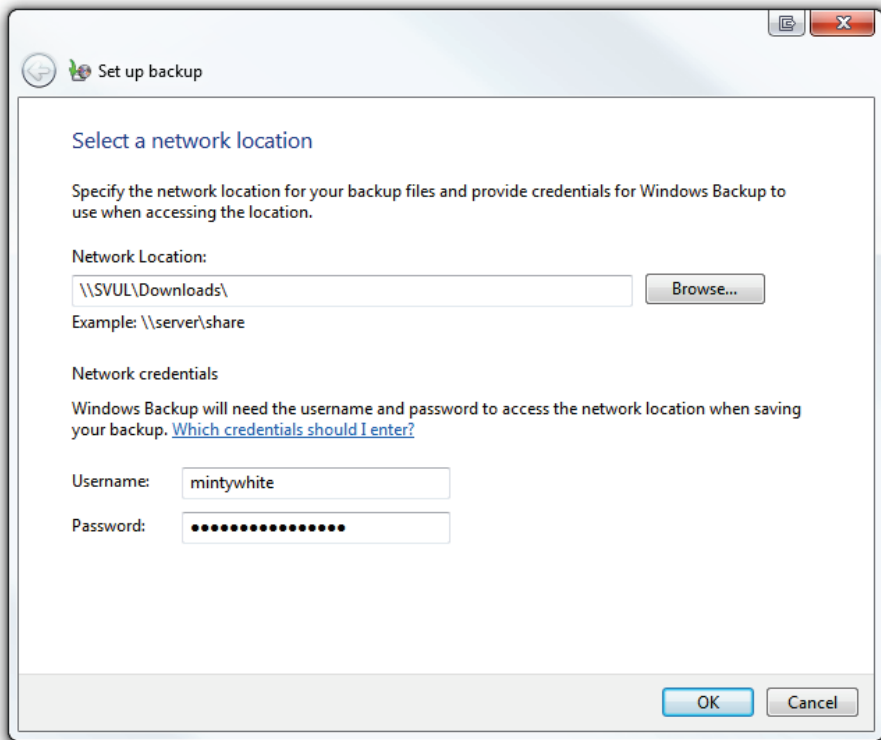 Set up backup
Select a network location
Specify the network location for your backup files and provide credentials for Windows Backup to
use when accessing the location.
Network Location:
\\SVUL\Downloads\
Browse...
Example: \\server\share
Network credentials
Windows Backup will need the username and password to access the network location when saving
your backup. Which credentials should I enter?
Username: mintywhite
Password: ●●●●●●●●●●●●●●●●
OK Cancel